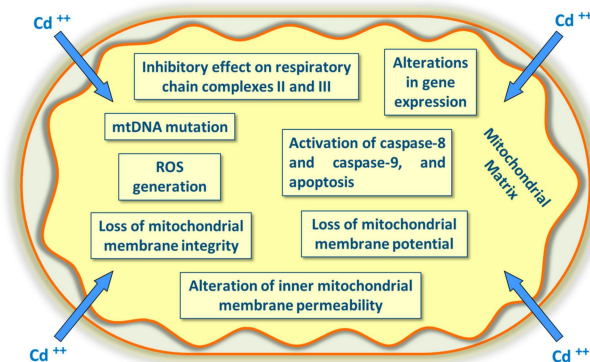 Cd ++
Cd ++
Inhibitory effect on respiratory
chain complexes II and III
Alterations
in gene
expression
mtDNA mutation
Activation of caspase-8
and caspase-9, and
apoptosis
Mitochondrial
Matrix
ROS
generation
Loss of mitochondrial
membrane integrity
Loss of mitochondrial
membrane potential
Alteration of inner mitochondrial
membrane permeability
Cd ++
Cd ++